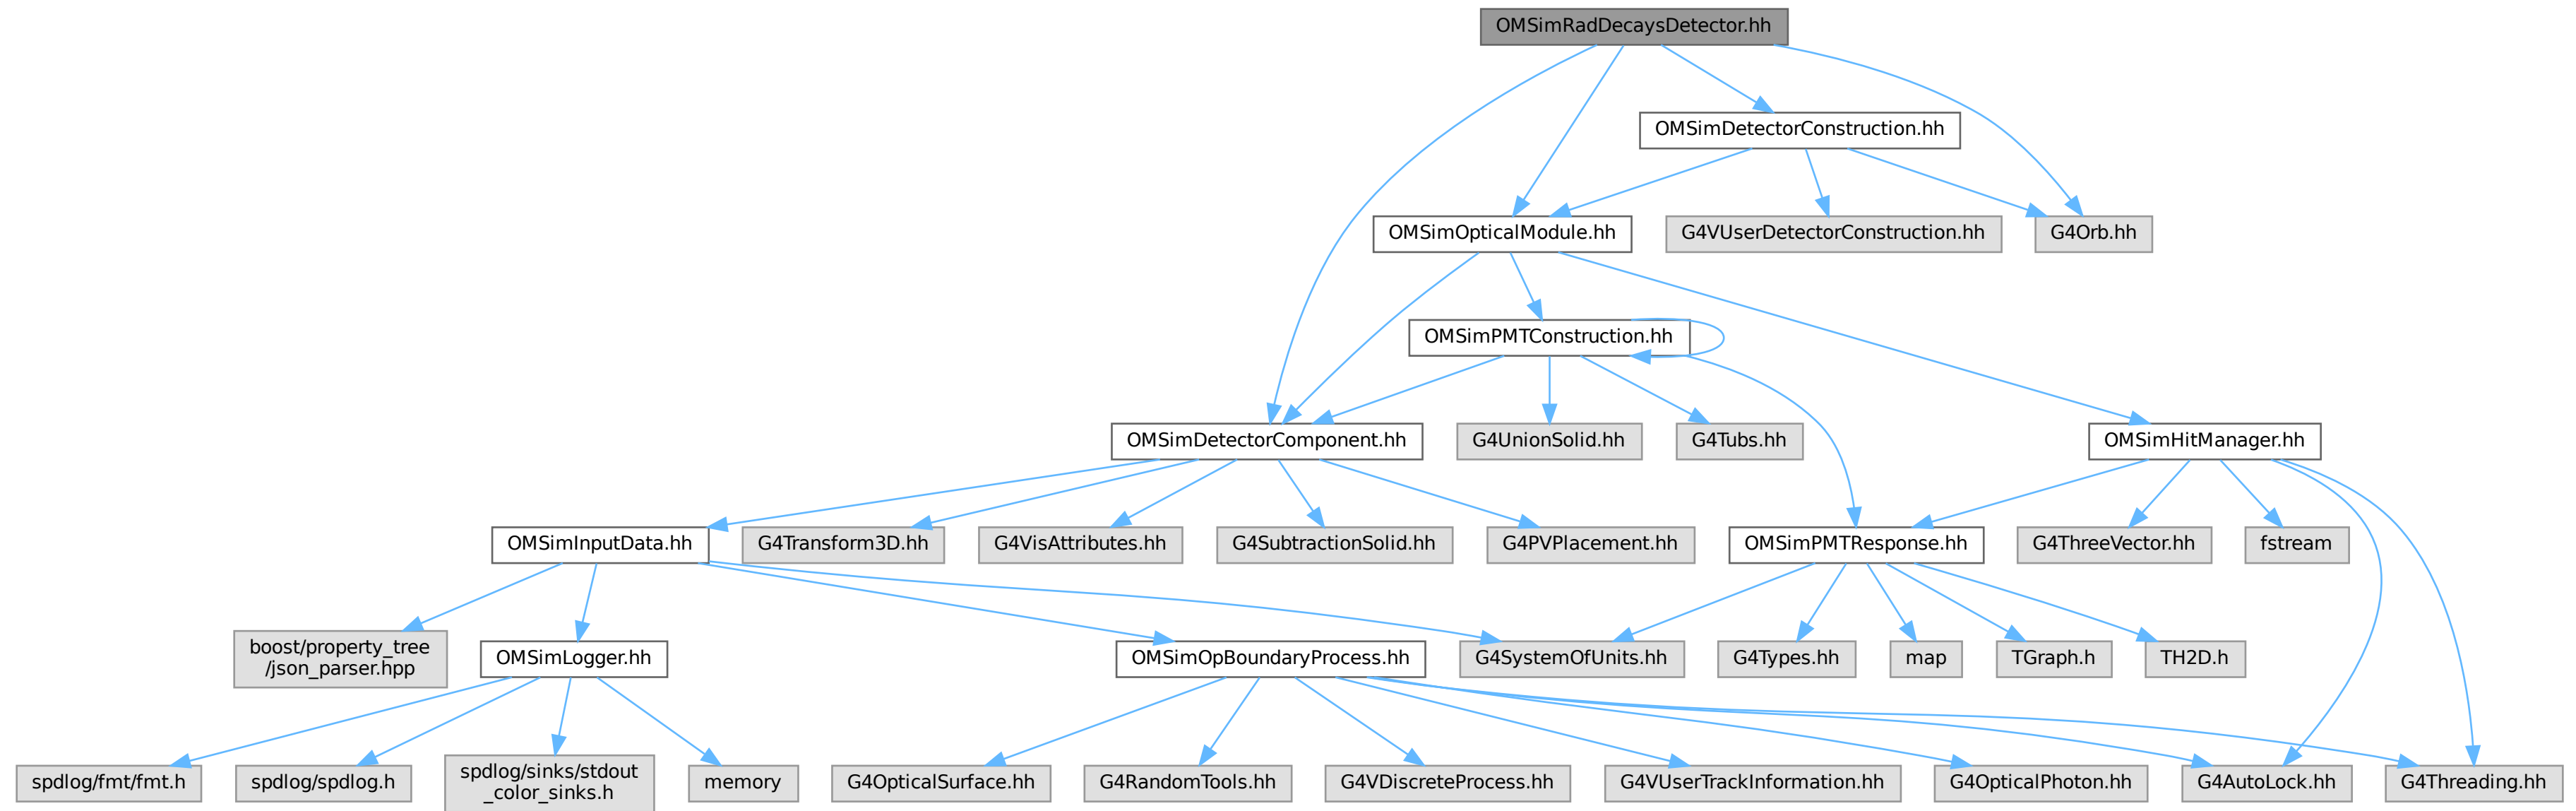 OMSimRadDecaysDetector.hh
OMSimDetectorConstruction.hh
OMSimOpticalModule.hh
G4VUserDetectorConstruction.hh
G4Orb.hh
OMSimPMTConstruction.hh
OMSimDetectorComponent.hh
G4UnionSolid.hh
G4Tubs.hh
OMSimHitManager.hh
OMSimInputData.hh
G4Transform3D.hh
G4VisAttributes.hh
G4SubtractionSolid.hh
G4PVPlacement.hh
OMSimPMTResponse.hh
G4ThreeVector.hh
fstream
boost/property_tree
/json_parser.hpp
OMSimLogger.hh
OMSimOpBoundaryProcess.hh
G4SystemOfUnits.hh
G4Types.hh
map
TGraph.h
TH2D.h
spdlog/fmt/fmt.h
spdlog/spdlog.h
spdlog/sinks/stdout
_color_sinks.h
memory
G4OpticalSurface.hh
G4RandomTools.hh
G4VDiscreteProcess.hh
G4VUserTrackInformation.hh
G4OpticalPhoton.hh
G4AutoLock.hh
G4Threading.hh